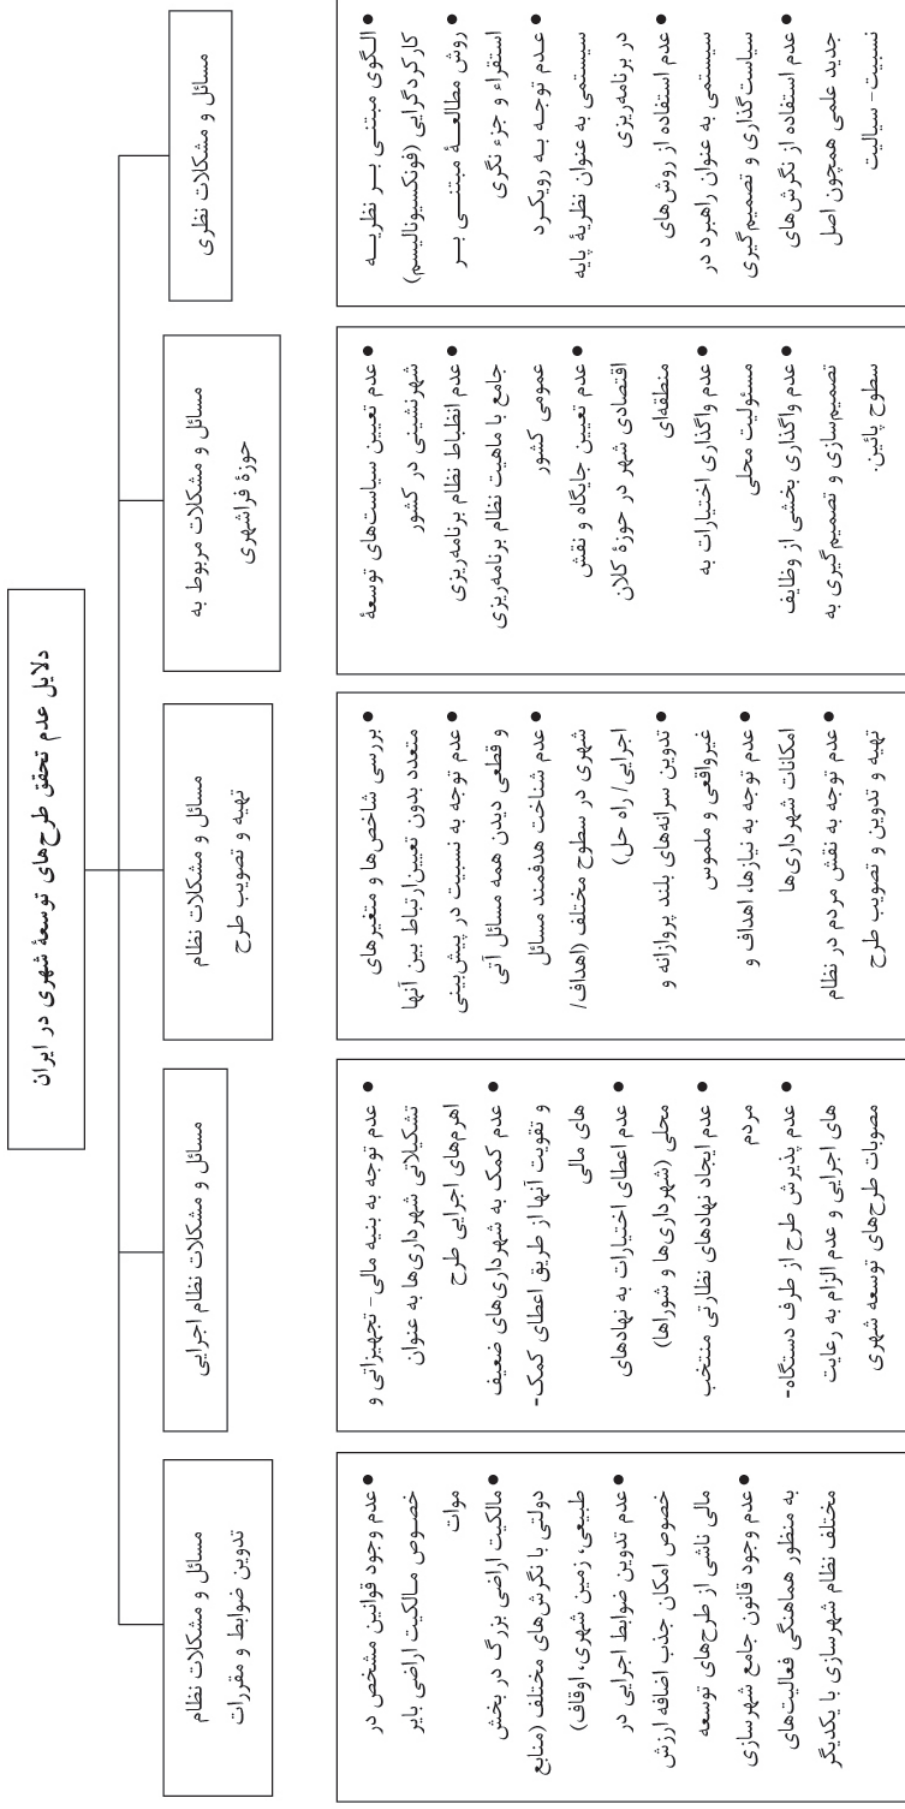 دلایل عدم تحقق طرح‌های توسعهٔ شهری در ایران
مسائل و مشکلات نظری
الـگوی مبتنـی بـر نظریـه
کارکردگرایی (فونکسیونالیسم)
روش مطالعـهٔ مبتنـی بـر
استقراء و جزء نگری
عـدم توجـه بـه رویکـرد
سیستمی به عنوان نظریهٔ پایه
در برنامه‌ریزی
عدم استفاده از روش‌های
سیستمی به عنوان راهبرد در
سیاست‌گذاری و تصمیم‌گیری
عدم استفاده از نگرش‌های
جدید علمی همچون اصل
نسبیت- سیالیت
مسائل و مشکلات مربوط به
حوزهٔ فراشهری
عدم تعیین سیاست‌های توسعهٔ
شهرنشینی در کشور
عدم انطباط نظام برنامه‌ریزی
جامع با ماهیت نظام برنامه‌ریزی
عمومی کشور
عدم تعیین جایگاه و نقش
اقتصادی شهر در حوزهٔ کلان
منطقه‌ای
عدم واگذاری اختیارات به
مسئولیت محلی
عدم واگذاری بخشی از وظایف
تصمیم‌سازی و تصمیم‌گیری به
سطوح پائین.
مسائل و مشکلات نظام
تهیه و تصویب طرح
بررسی شاخص‌ها و متغیرهای
متعدد بدون تعیین‌ارتباط بین آنها
عدم توجه به نسبیت در پیش‌بینی
و قطعی دیدن همه مسائل آتی
عدم شناخت هدفمند مسائل
شهری در سطوح مختلف (اهداف/
اجرایی/ راه حل)
تدوین سرانه‌های بلند پروازانه و
غیرواقعی و ملموس
عدم توجه به نیازها، اهداف و
امکانات شهرداری‌ها
عدم توجه به نقش مردم در نظام
تهیه و تدوین و تصویب طرح
مسائل و مشکلات نظام اجرایی
عدم توجه به بنیه مالی- تجهیزاتی و
تشکیلاتی شهرداری‌ها به عنوان
اهرم‌های اجرایی طرح
عدم کمک به شهرداری‌های ضعیف
و تقویت آنها از طریق اعطای کمک-
های مالی
عدم اعطای اختیارات به نهادهای
محلی (شهرداری‌ها و شوراها)
عدم ایجاد نهادهای نظارتی منتخب
مردم
عدم پذیرش طرح از طرف دستگاه-
های اجرایی و عدم الزام به رعایت
مصوبات طرح‌های توسعه شهری
مسائل و مشکلات نظام
تدوین ضوابط و مقررات
عدم وجود قوانین مشخص در
خصـوص مـالکیت اراضی بایر
موات
مالکیت اراضی بزرگ در بخش
دولتی با نگرش‌های مختلف (منابع
طبیعی، زمین شهری، اوقاف)
عدم تدوین ضوابط اجرایی در
خصوص امکان جذب اضافه ارزش
مالی ناشی از طرح‌های توسعه
عدم وجود قانون جامع شهرسازی
به منظور هماهنگی فعالیت‌های
مختلف نظام شهرسازی با یکدیگر